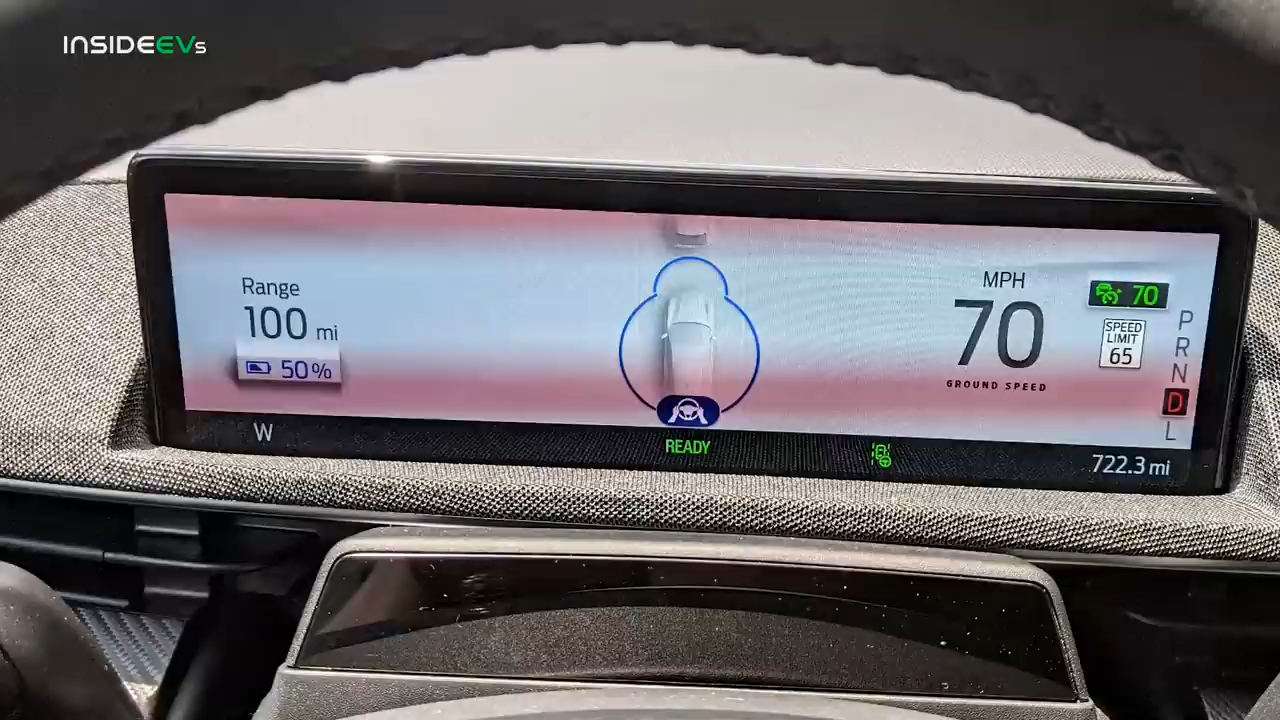 INSIDEEVs
Range
100 mi
50%
MPH
70
GROUND SPEED
70
SPEED
LIMIT
65
P
R
N
D
L
W
READY
722.3 mi